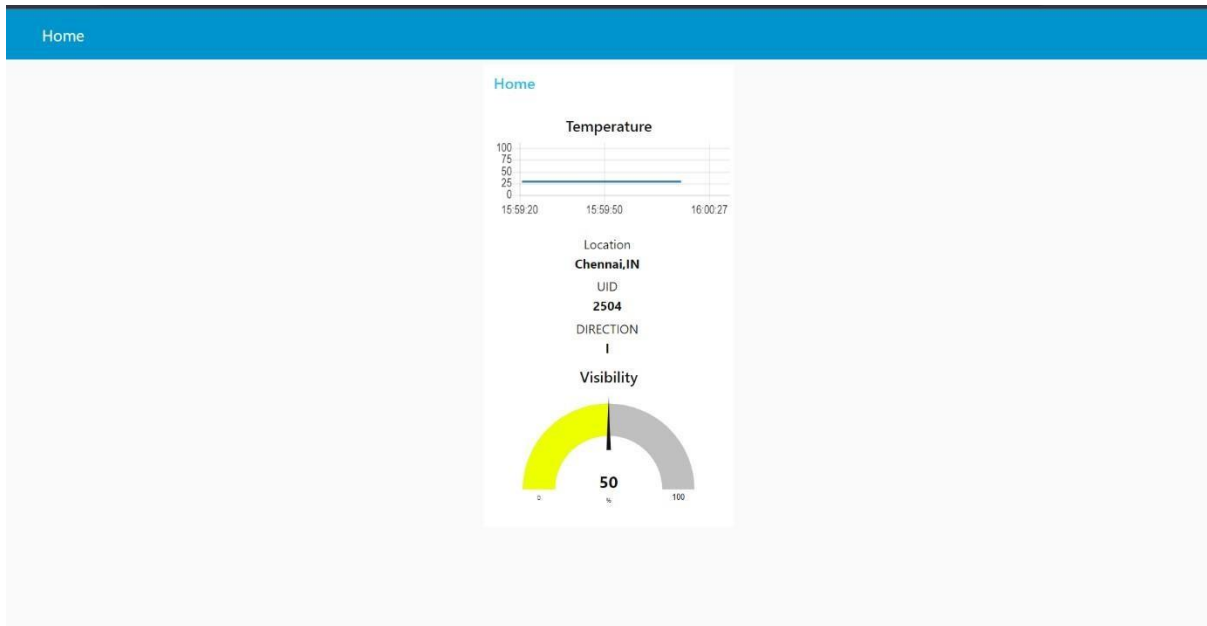 Home
Home
Temperature
100
75
50
25
0
15:59:20 15:59:50 16:00:27
Location
Chennai,IN
UID
2504
DIRECTION
l
Visibility
50
0 % 100